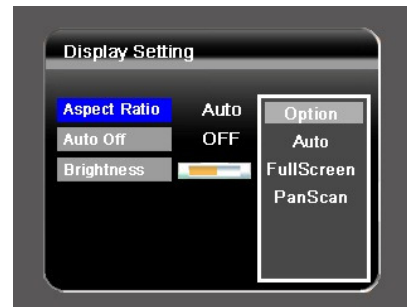 Display Setting
Aspect Ratio Auto Option
Auto Off OFF Auto
Brightness FullScreen
PanScan